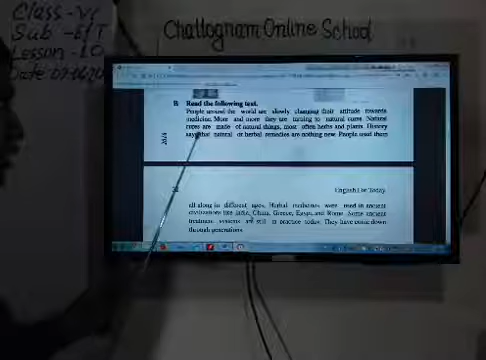 Class - VI
Sub - EFT
Lesson - 10
Date
Chattogram Online School
B Read the following text.
People around the world are slowly changing their attitude towards
medicine. More and more they are turning to natural cures. Natural
cures are made of natural things, most often herbs and plants. History
says that natural or herbal remedies are nothing new. People used them
English For Today
all along in different ages. Herbal medicines were used in ancient
civilizations like India, China, Greece, Egypt and Rome. Some ancient
treatment systems are still in practice today. They have come down
through generations.